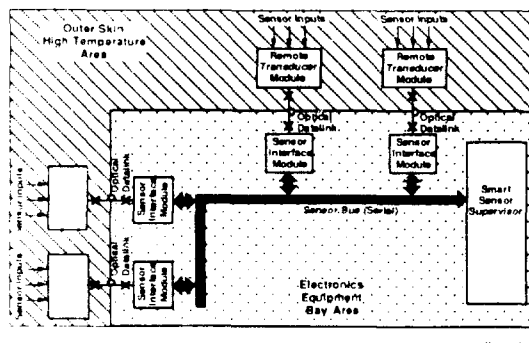 Outer Skin
High Temperature
Area
Sensor Inputs
Sensor Inputs
Remote
Transducer
Module
Remote
Transducer
Module
Optical
Datalink
Optical
Datalink
Sensor
Interface
Module
Sensor
Interface
Module
Smart
Sensor
Supervisor
Sensor Inputs
Optical
Datalink
Sensor
Interface
Module
Sensor Bus (Serial)
Sensor Inputs
Optical
Datalink
Sensor
Interface
Module
Electronics
Equipment
Bay Area